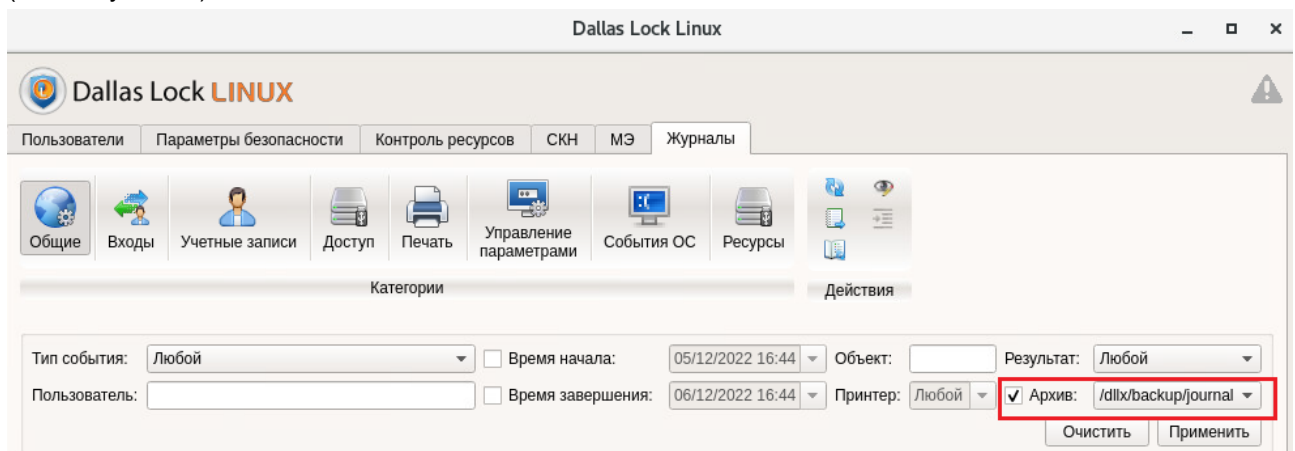 Dallas Lock Linux
Dallas Lock LINUX
Пользователи Параметры безопасности Контроль ресурсов СКН МЭ Журналы
Общие Входы Учетные записи Доступ Печать Управление параметрами События ОС Ресурсы
Категории Действия
Тип события: Любой Время начала: 05/12/2022 16:44 Объект: Результат: Любой
Пользователь: Время завершения: 06/12/2022 16:44 Принтер: Любой Архив: /dllx/backup/journal
Очистить Применить